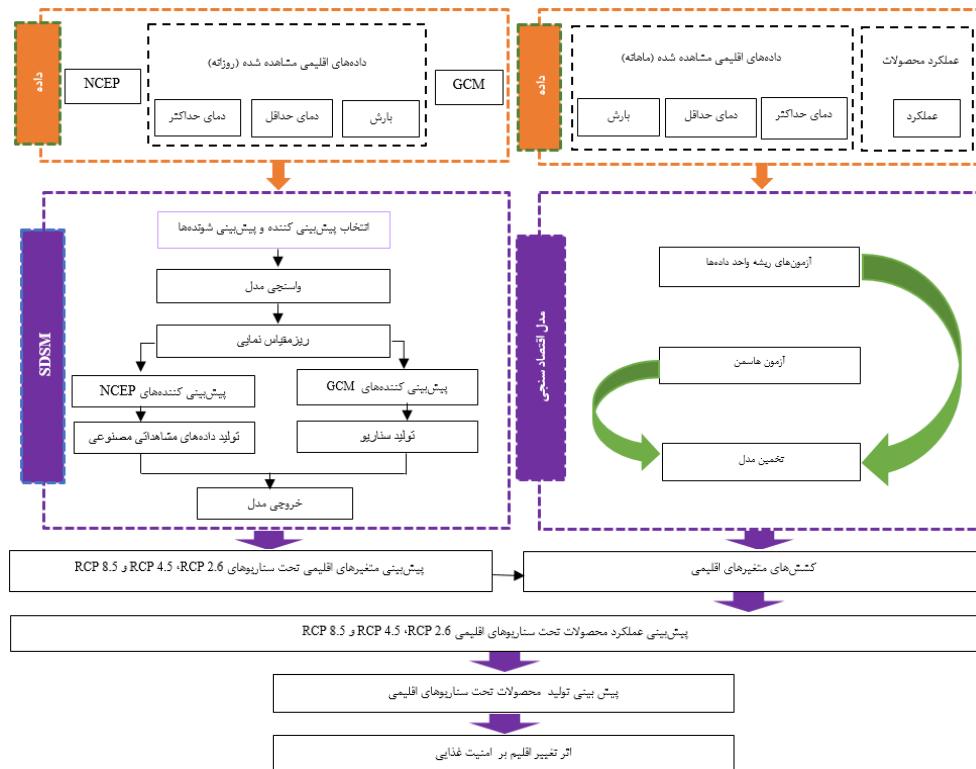 داده
NCEP
داده‌های اقلیمی مشاهده شده (روزانه)
GCM
دمای حداکثر
دمای حداقل
بارش
داده
داده‌های اقلیمی مشاهده شده (ماهانه)
بارش
دمای حداقل
دمای حداکثر
عملکرد محصولات
عملکرد
SDSM
انتخاب پیش‌بینی کننده و پیش‌بینی شونده‌ها
واسنجی مدل
ریزمقیاس نمایی
پیش‌بینی کننده‌های NCEP
پیش‌بینی کننده‌های GCM
تولید داده‌های مشاهداتی مصنوعی
تولید سناریو
خروجی مدل
مدل اقتصاد سنجی
آزمون‌های ریشه واحد داده‌ها
آزمون هاسمن
تخمین مدل
پیش‌بینی متغیرهای اقلیمی تحت سناریوهای RCP 2.6، RCP 4.5 و RCP 8.5
کشش‌های متغیرهای اقلیمی
پیش‌بینی عملکرد محصولات تحت سناریوهای اقلیمی RCP 2.6، RCP 4.5 و RCP 8.5
پیش بینی تولید محصولات تحت سناریوهای اقلیمی
اثر تغییر اقلیم بر امنیت غذایی